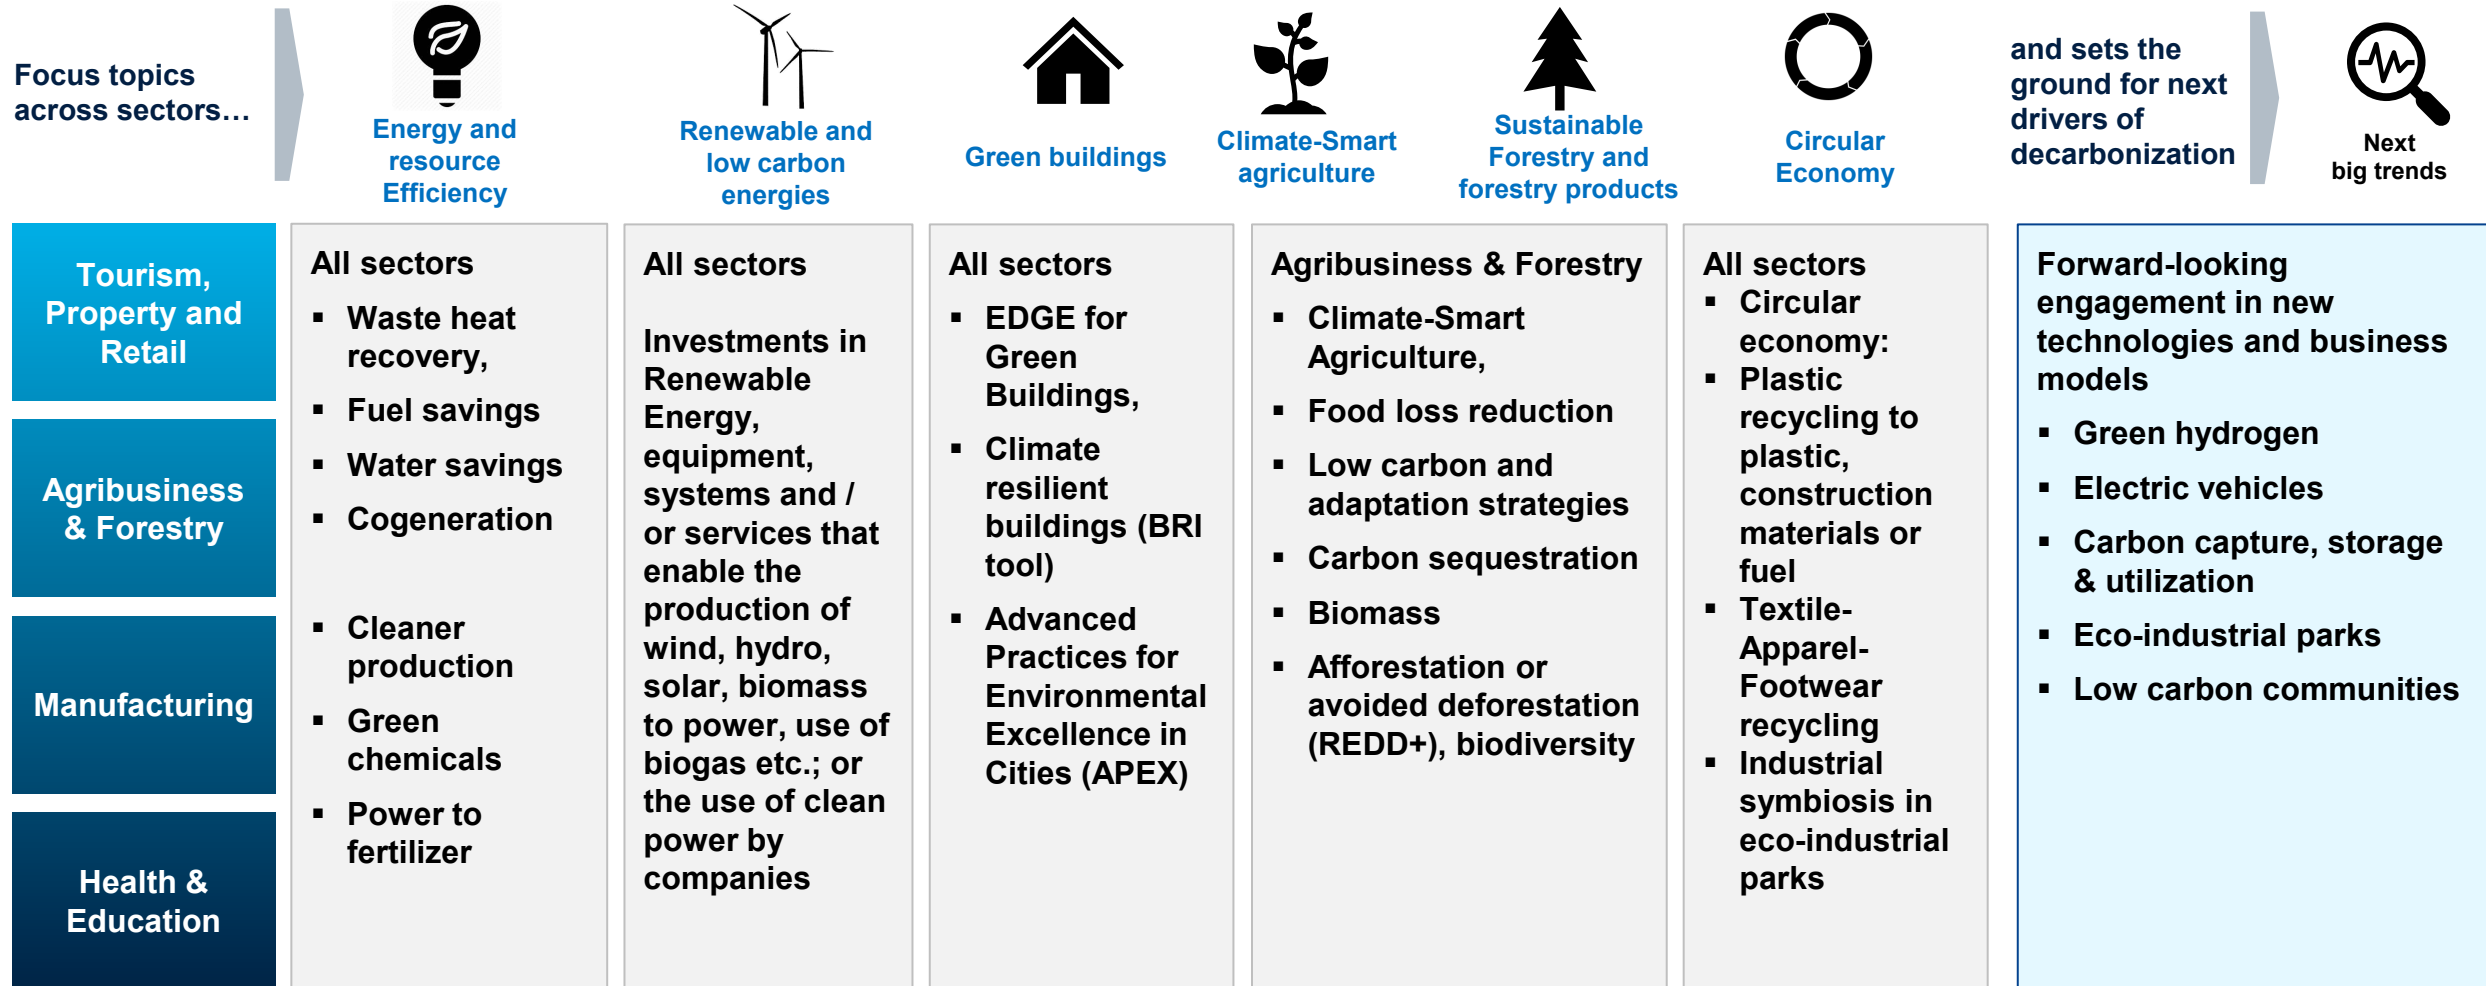 Focus topics
across sectors…
Energy and
resource
Efficiency
Renewable and
low carbon
energies
Green buildings
Climate-Smart
agriculture
Sustainable
Forestry and
forestry products
Circular
Economy
and sets the
ground for next
drivers of
decarbonization
Next
big trends
Tourism,
Property and
Retail
Agribusiness
& Forestry
Manufacturing
Health &
Education
All sectors
▪ Waste heat
recovery,
▪ Fuel savings
▪ Water savings
▪ Cogeneration
▪ Cleaner
production
▪ Green
chemicals
▪ Power to
fertilizer
All sectors
Investments in
Renewable
Energy,
equipment,
systems and /
or services that
enable the
production of
wind, hydro,
solar, biomass
to power, use of
biogas etc.; or
the use of clean
power by
companies
All sectors
▪ EDGE for
Green
Buildings,
▪ Climate
resilient
buildings (BRI
tool)
▪ Advanced
Practices for
Environmental
Excellence in
Cities (APEX)
Agribusiness & Forestry
▪ Climate-Smart
Agriculture,
▪ Food loss reduction
▪ Low carbon and
adaptation strategies
▪ Carbon sequestration
▪ Biomass
▪ Afforestation or
avoided deforestation
(REDD+), biodiversity
All sectors
▪ Circular
economy:
▪ Plastic
recycling to
plastic,
construction
materials or
fuel
▪ Textile-
Apparel-
Footwear
recycling
▪ Industrial
symbiosis in
eco-industrial
parks
Forward-looking
engagement in new
technologies and business
models
▪ Green hydrogen
▪ Electric vehicles
▪ Carbon capture, storage
& utilization
▪ Eco-industrial parks
▪ Low carbon communities